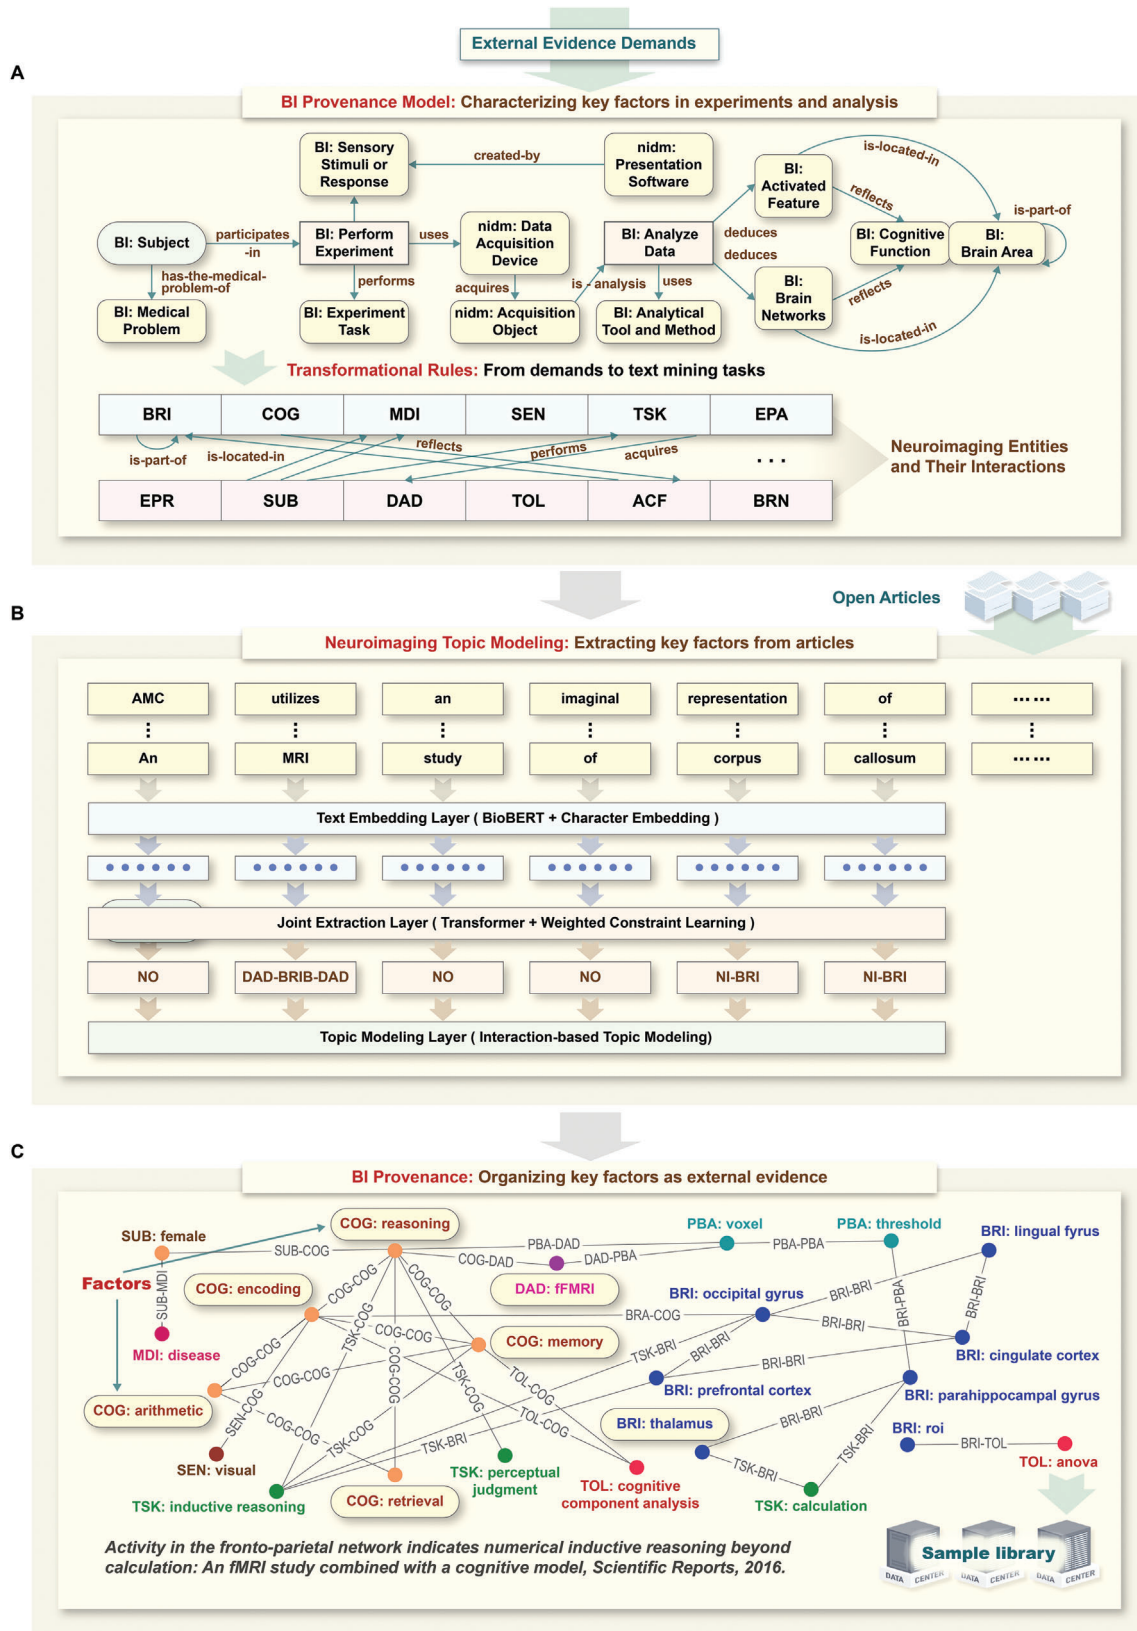 External Evidence Demands
A
BI Provenance Model: Characterizing key factors in experiments and analysis
BI: Sensory
Stimuli or
Response
created-by
nidm:
Presentation
Software
BI:
Activated
Feature
is-located-in
reflects
is-part-of
BI: Subject
participates
-in
BI: Perform
Experiment
uses
nidm: Data
Acquisition
Device
BI: Analyze
Data
deduces
deduces
BI: Cognitive
Function
BI:
Brain Area
has-the-medical-
problem-of
performs
acquires
is - analysis
uses
BI:
Brain
Networks
reflects
is-located-in
BI: Medical
Problem
BI: Experiment
Task
nidm: Acquisition
Object
BI: Analytical
Tool and Method
Transformational Rules: From demands to text mining tasks
BRI COG MDI SEN TSK EPA
is-part-of is-located-in reflects performs acquires ...
EPR SUB DAD TOL ACF BRN
Neuroimaging Entities
and Their Interactions
B
Open Articles
Neuroimaging Topic Modeling: Extracting key factors from articles
AMC utilizes an imaginal representation of ······
An MRI study of corpus callosum ······
Text Embedding Layer ( BioBERT + Character Embedding )
Joint Extraction Layer ( Transformer + Weighted Constraint Learning )
NO DAD-BRIB-DAD NO NO NI-BRI NI-BRI
Topic Modeling Layer ( Interaction-based Topic Modeling)
C
BI Provenance: Organizing key factors as external evidence
SUB: female
COG: reasoning
PBA: voxel
PBA: threshold
BRI: lingual fyrus
SUB-COG
PBA-DAD
COG-DAD
DAD-PBA
PBA-PBA
Factors
SUB-MDI
COG: encoding
COG-COG
COG-COG
DAD: fFMRI
BRI: occipital gyrus
BRI-BRI
BRI-PBA
BRI-BRI
BRA-COG
MDI: disease
COG-COG
TSK-COG
COG-COG
COG: memory
TSK-BRI
BRI-BRI
BRI-BRI
BRI: cingulate cortex
COG-COG
COG-COG
TSK-COG
TOL-COG
BRI-BRI
BRI: prefrontal cortex
BRI: parahippocampal gyrus
COG: arithmetic
SEN-COG
COG-COG
TSK-COG
TOL-COG
TSK-BRI
BRI: thalamus
BRI-BRI
BRI: roi
BRI-TOL
TOL: anova
SEN: visual
TSK: perceptual
judgment
TSK-BRI
TSK-BRI
TSK: inductive reasoning
COG: retrieval
TOL: cognitive
component analysis
TSK: calculation
Activity in the fronto-parietal network indicates numerical inductive reasoning beyond
calculation: An fMRI study combined with a cognitive model, Scientific Reports, 2016.
Sample library
DATA CENTER DATA CENTER DATA CENTER